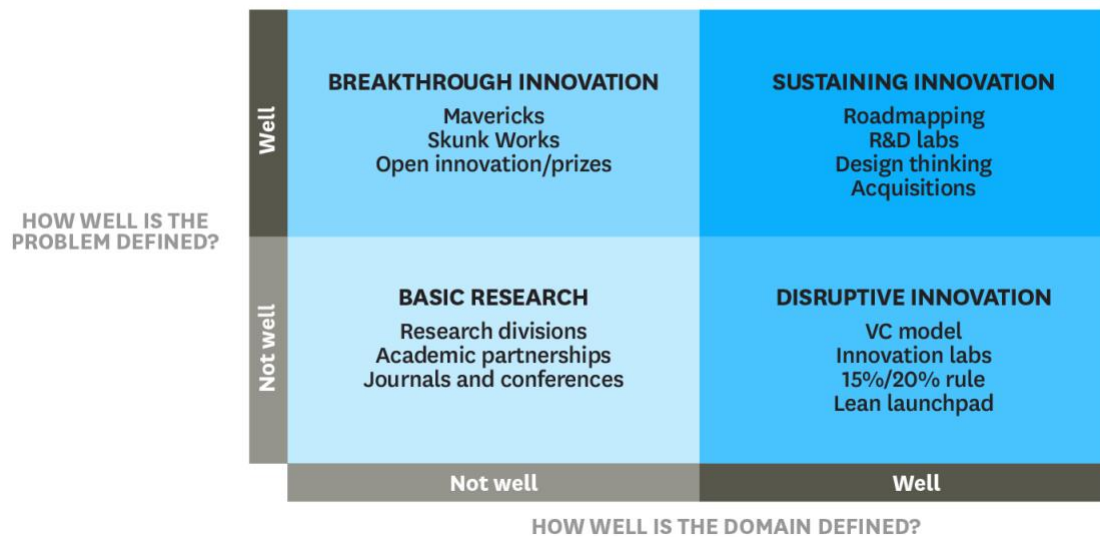 Well
BREAKTHROUGH INNOVATION
Mavericks
Skunk Works
Open innovation/prizes
SUSTAINING INNOVATION
Roadmapping
R&D labs
Design thinking
Acquisitions
HOW WELL IS THE
PROBLEM DEFINED?
Not well
BASIC RESEARCH
Research divisions
Academic partnerships
Journals and conferences
DISRUPTIVE INNOVATION
VC model
Innovation labs
15%/20% rule
Lean launchpad
Not well
Well
HOW WELL IS THE DOMAIN DEFINED?